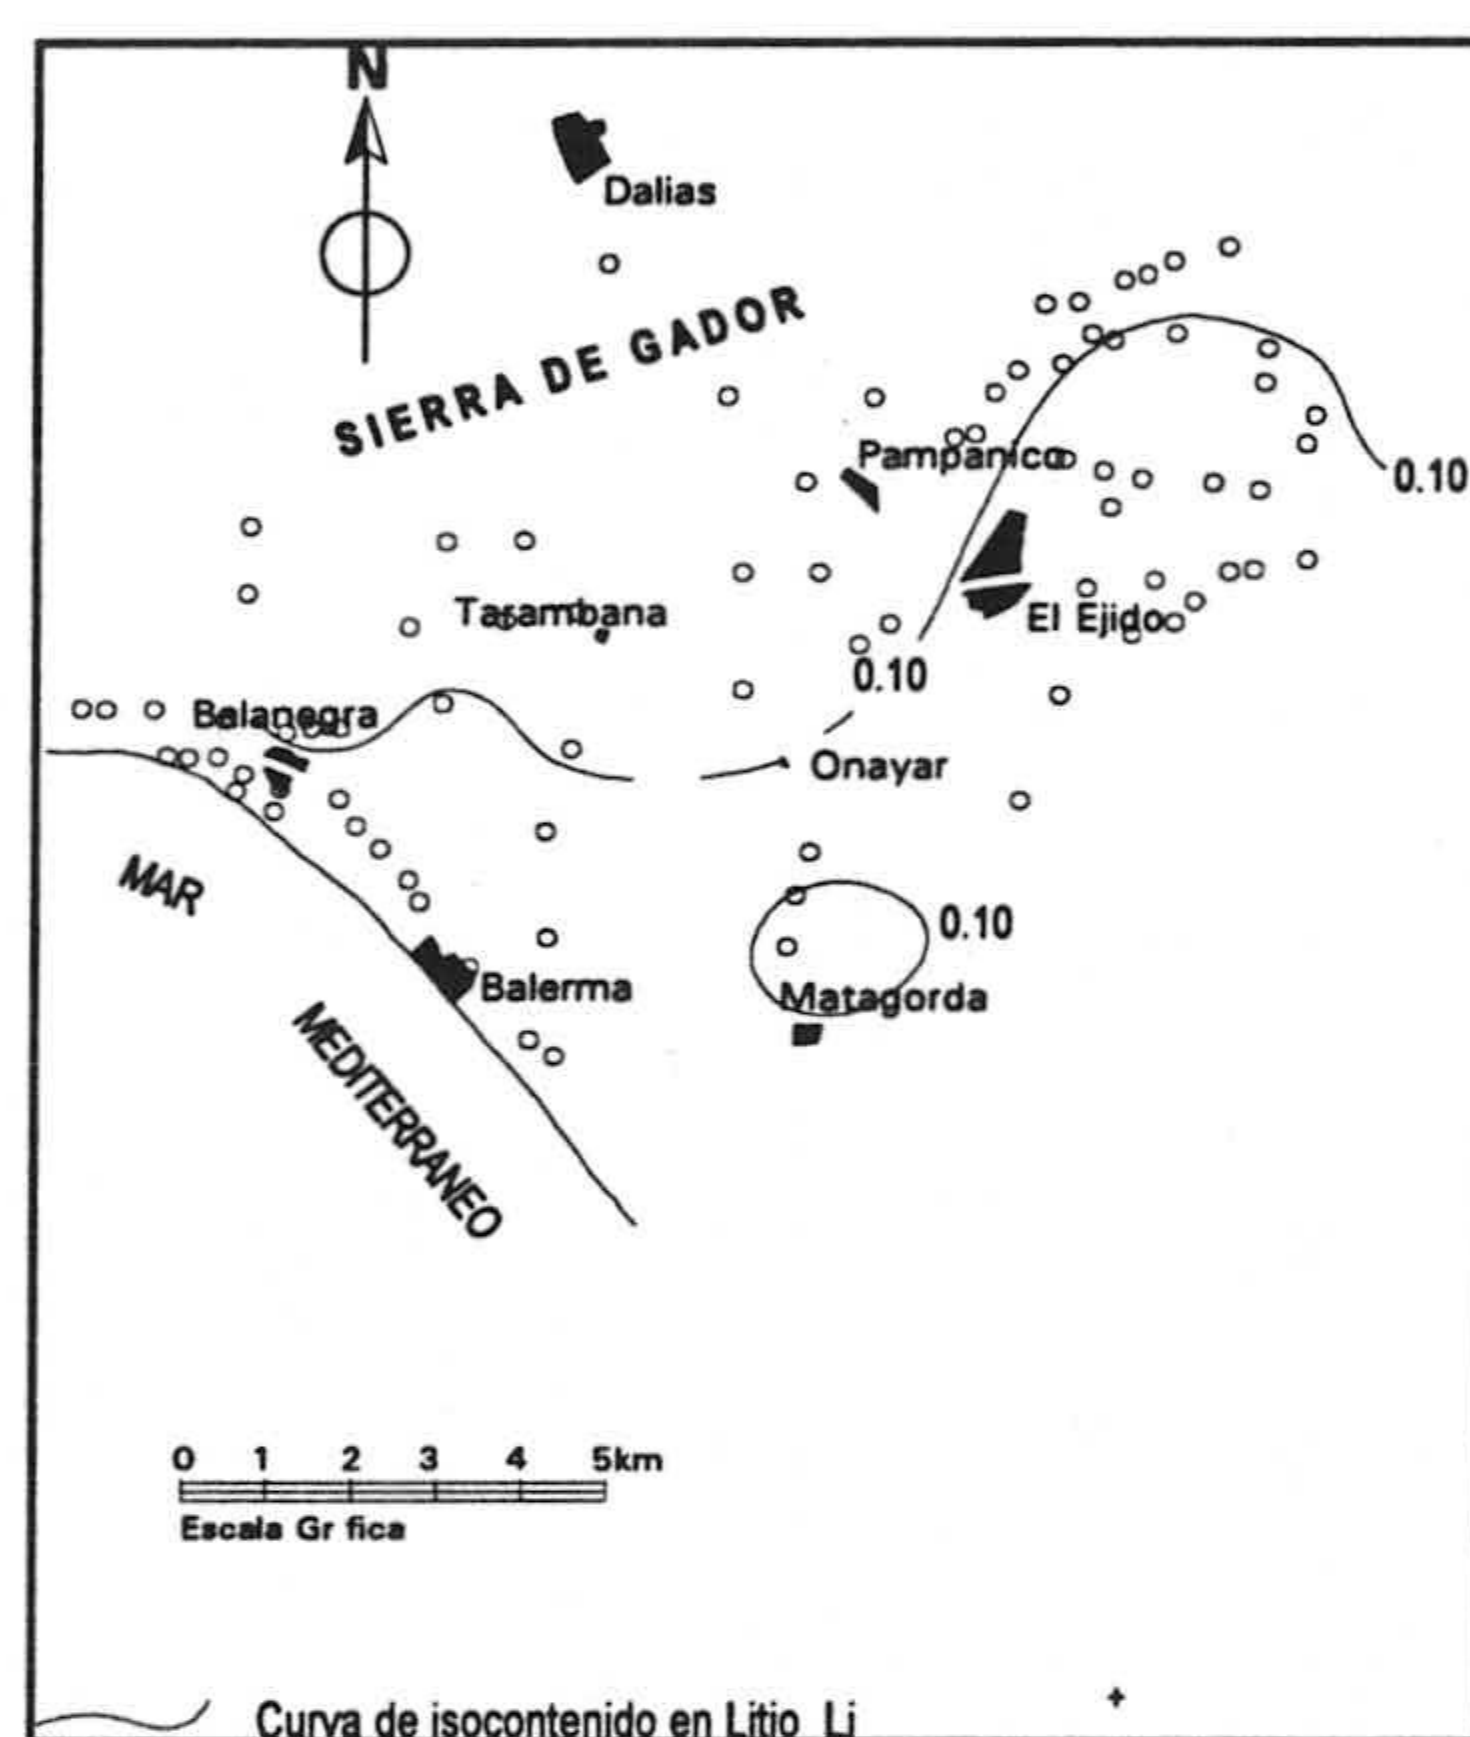 N
Dalias
SIERRA DE GADOR
Pampanico
0.10
Tarambana
El Ejido
0.10
Balanegra
Onayar
MAR
0.10
Balerma
Matagorda
MEDITERRANEO
0 1 2 3 4 5km
Escala Gr fica
Curva de isocontenido en Litio Li